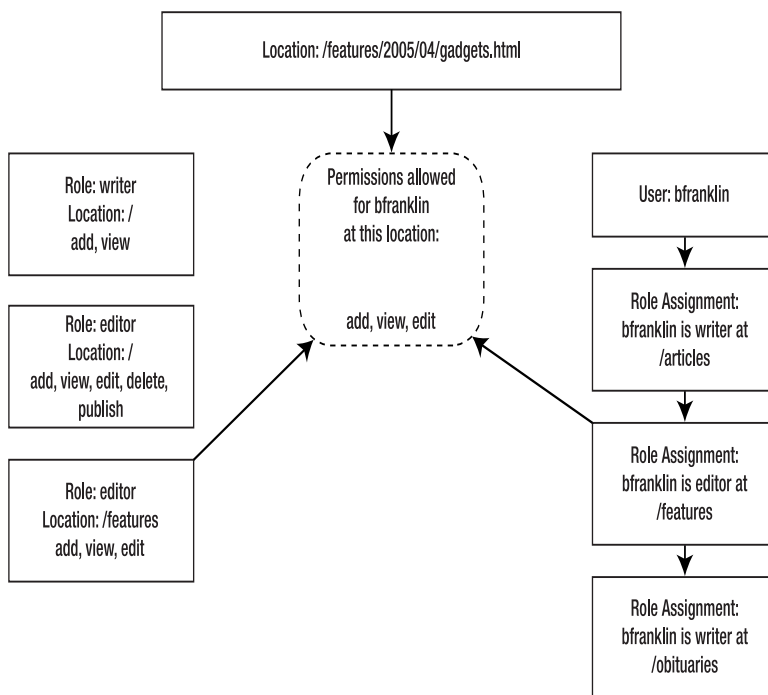 Location: /features/2005/04/gadgets.html
Role: writer
Location: /
add, view
Role: editor
Location: /
add, view, edit, delete,
publish
Role: editor
Location: /features
add, view, edit
Permissions allowed
for bfranklin
at this location:
add, view, edit
User: bfranklin
Role Assignment:
bfranklin is writer at
/articles
Role Assignment:
bfranklin is editor at
/features
Role Assignment:
bfranklin is writer at
/obituaries